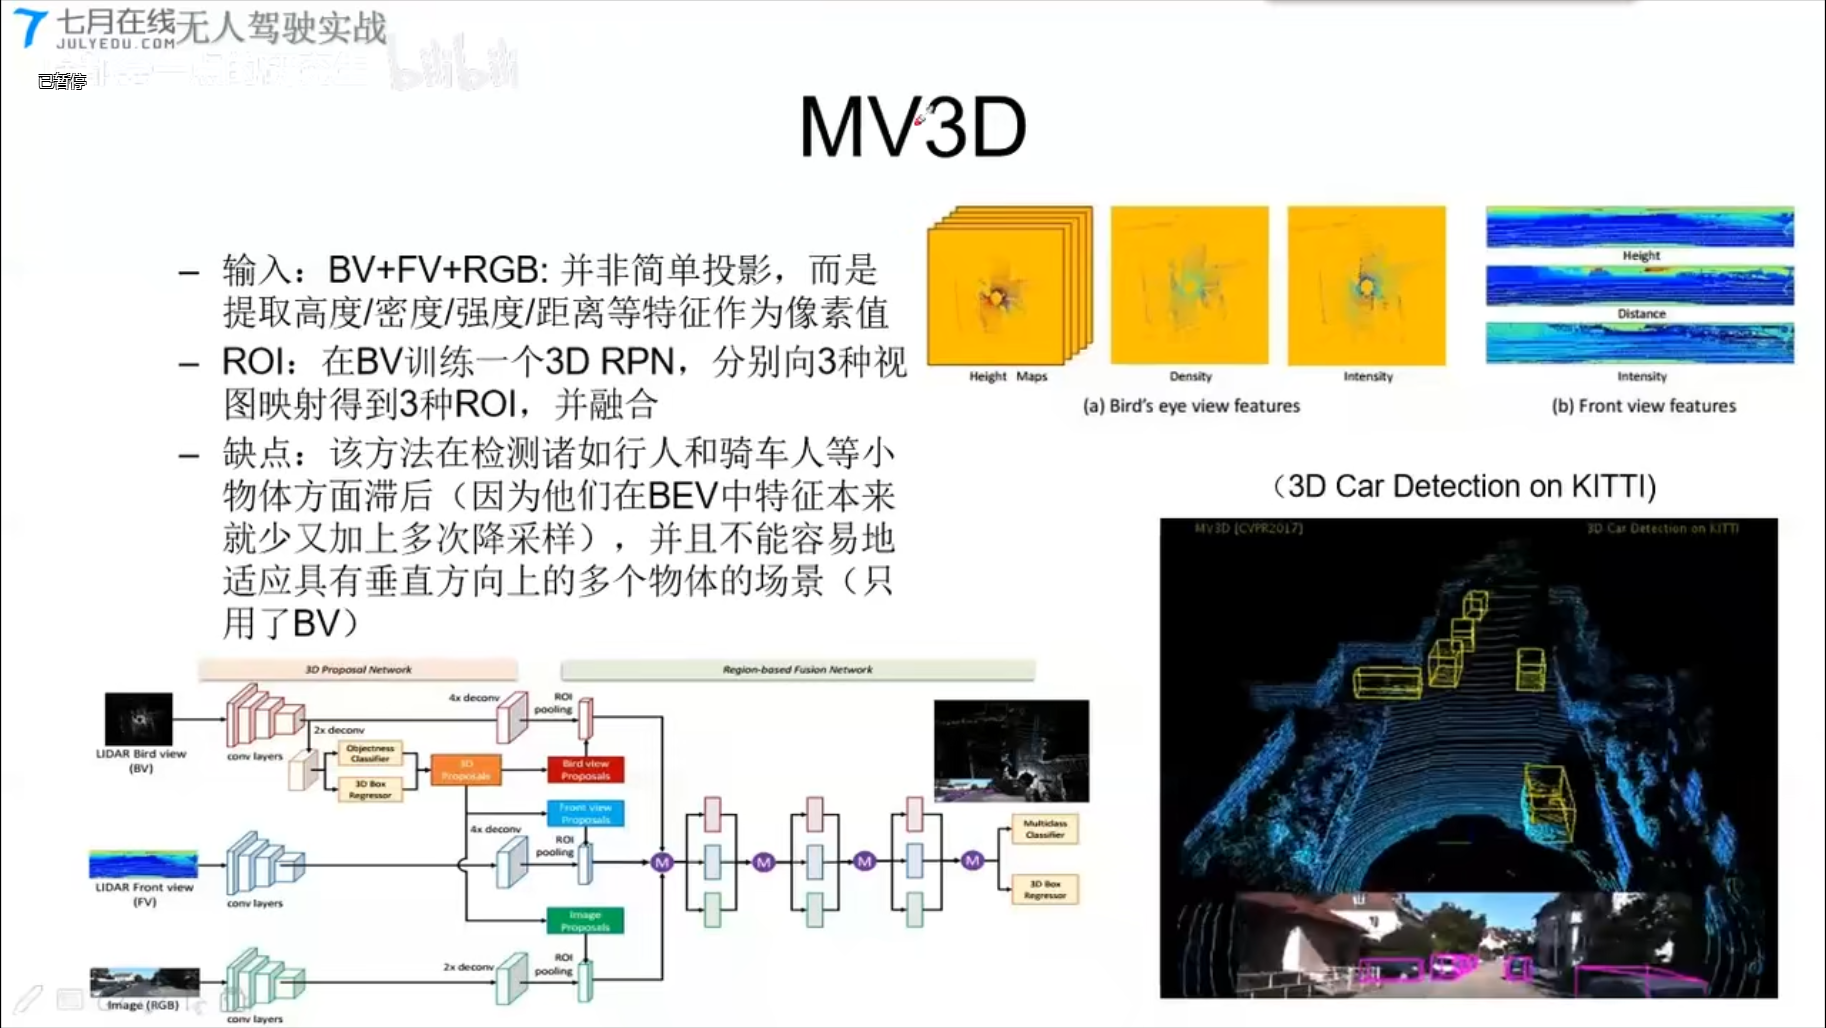 七月在线
JULYEDU.COM
无人驾驶实战
已暂停
bilibili
MV3D
– 输入：BV+FV+RGB: 并非简单投影，而是
提取高度/密度/强度/距离等特征作为像素值
– ROI：在BV训练一个3D RPN，分别向3种视
图映射得到3种ROI，并融合
– 缺点：该方法在检测诸如行人和骑车人等小
物体方面滞后（因为他们在BEV中特征本来
就少又加上多次降采样），并且不能容易地
适应具有垂直方向上的多个物体的场景（只
用了BV）
Height Maps
Density
Intensity
(a) Bird's eye view features
Height
Distance
Intensity
(b) Front view features
（3D Car Detection on KITTI)
MV3D [CVPR2017]
3D Car Detection on KITTI
3D Proposal Network
Region-based Fusion Network
LIDAR Bird view
(BV)
conv layers
2x deconv
Objectness
Classifier
3D Box
Regressor
3D
Proposals
4x deconv
ROI
pooling
Bird view
Proposals
Front view
Proposals
LIDAR Front view
(FV)
conv layers
4x deconv
ROI
pooling
Image
Proposals
Image (RGB)
conv layers
2x deconv
ROI
pooling
M
M
M
M
Multiclass
Classifier
3D Box
Regressor